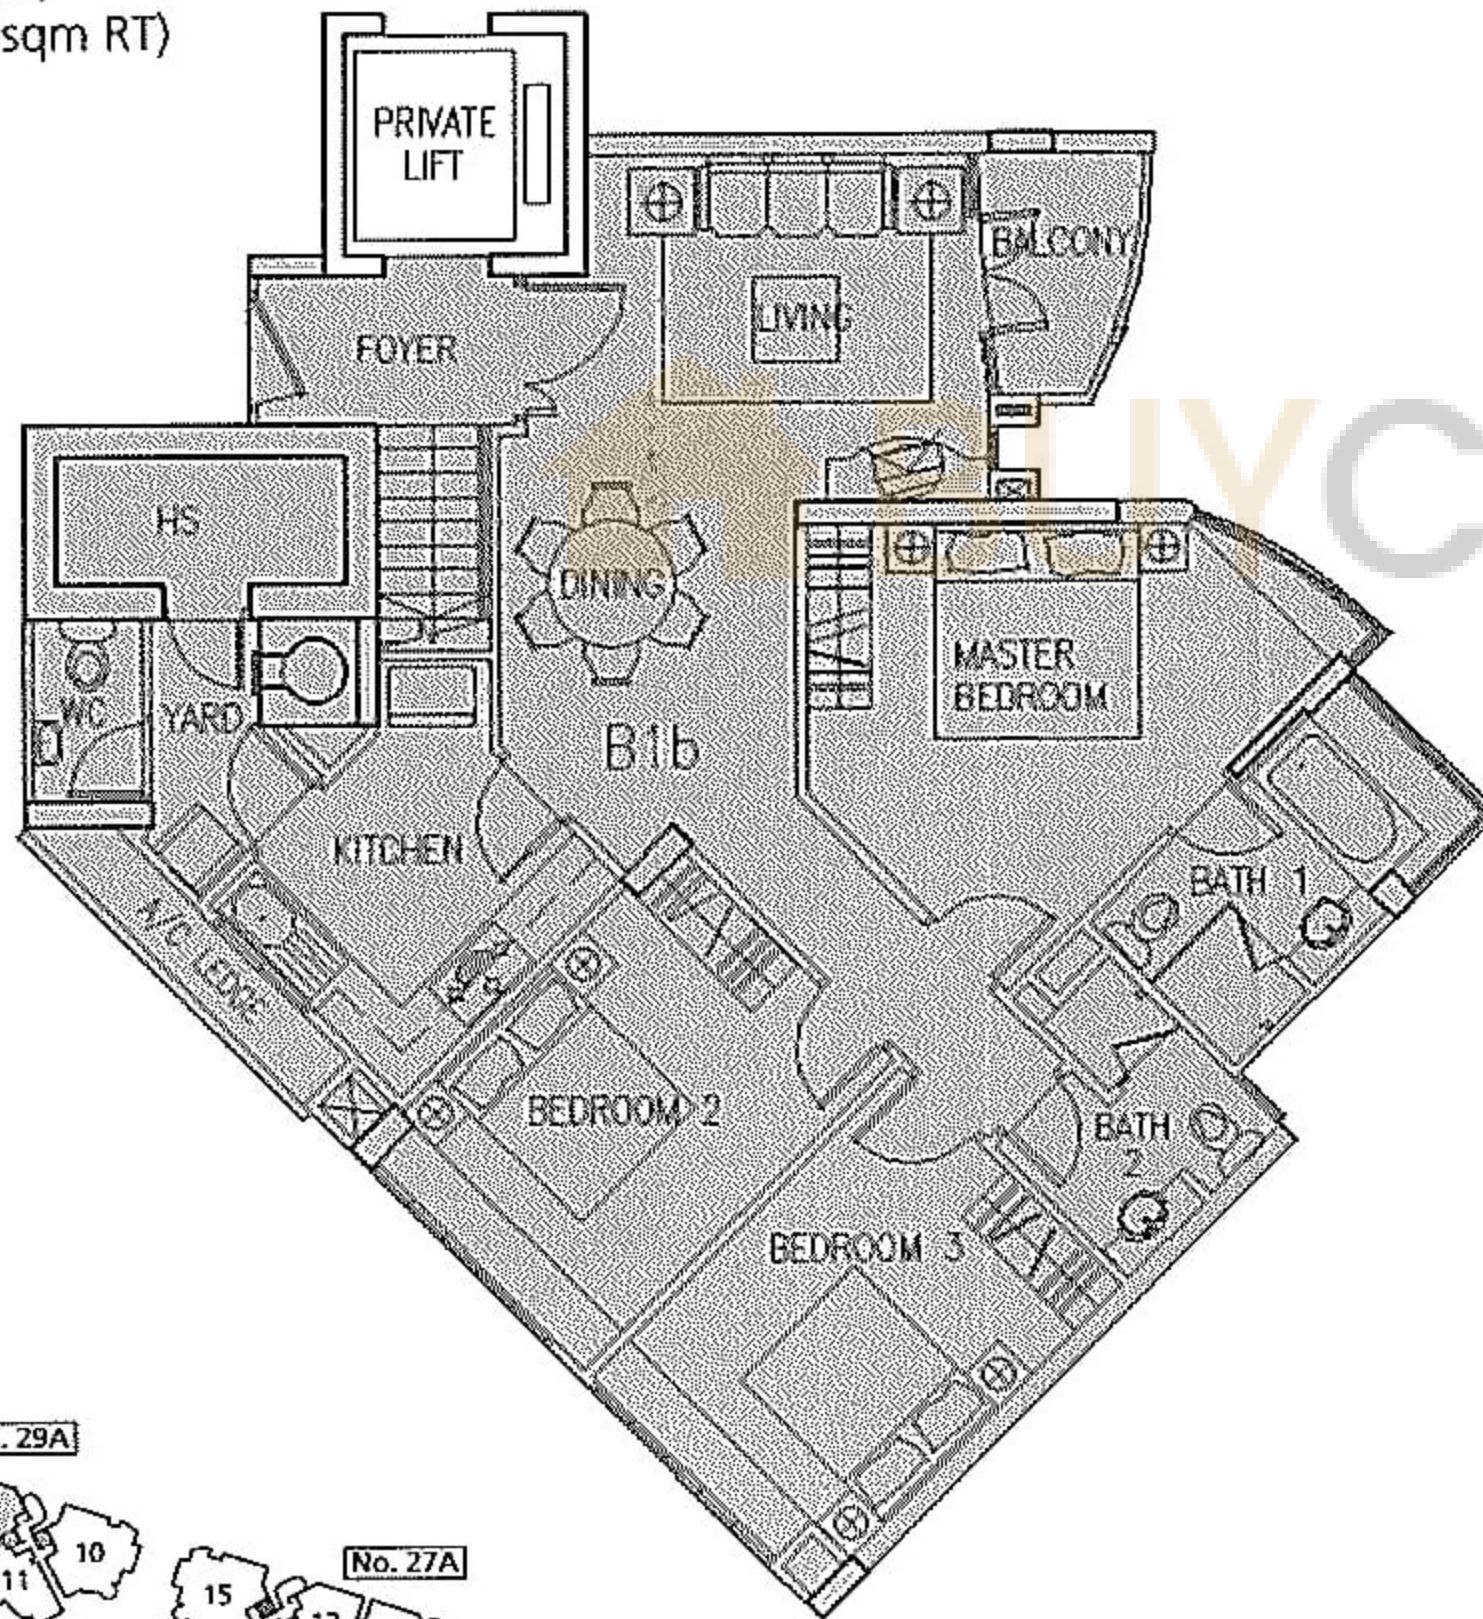 sqm RT)
PRIVATE
LIFT
BALCONY
LIVING
FOYER
BUYC
HS
DINING
MASTER
BEDROOM
WC
YARD
B1b
KITCHEN
BATH 1
A/C LEDGE
BEDROOM 2
BATH
2
BEDROOM 3
. 29A
10
11
No. 27A
15